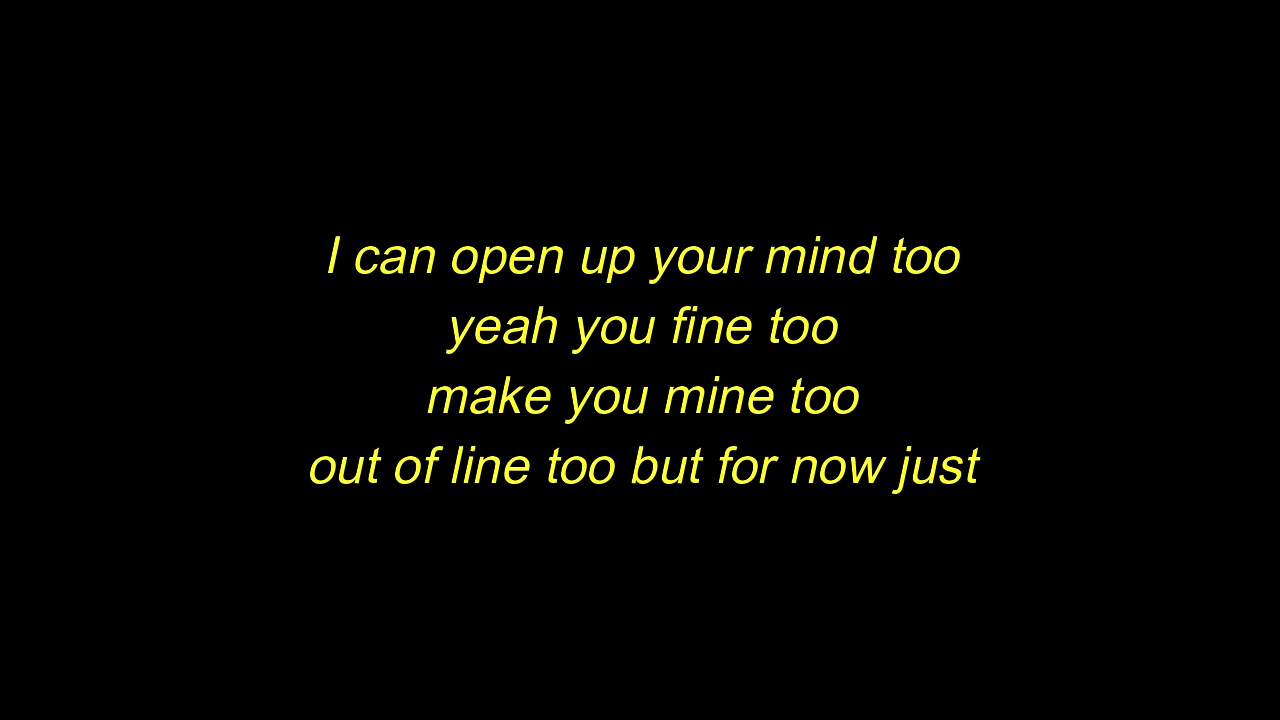 I can open up your mind too
yeah you fine too
make you mine too
out of line too but for now just